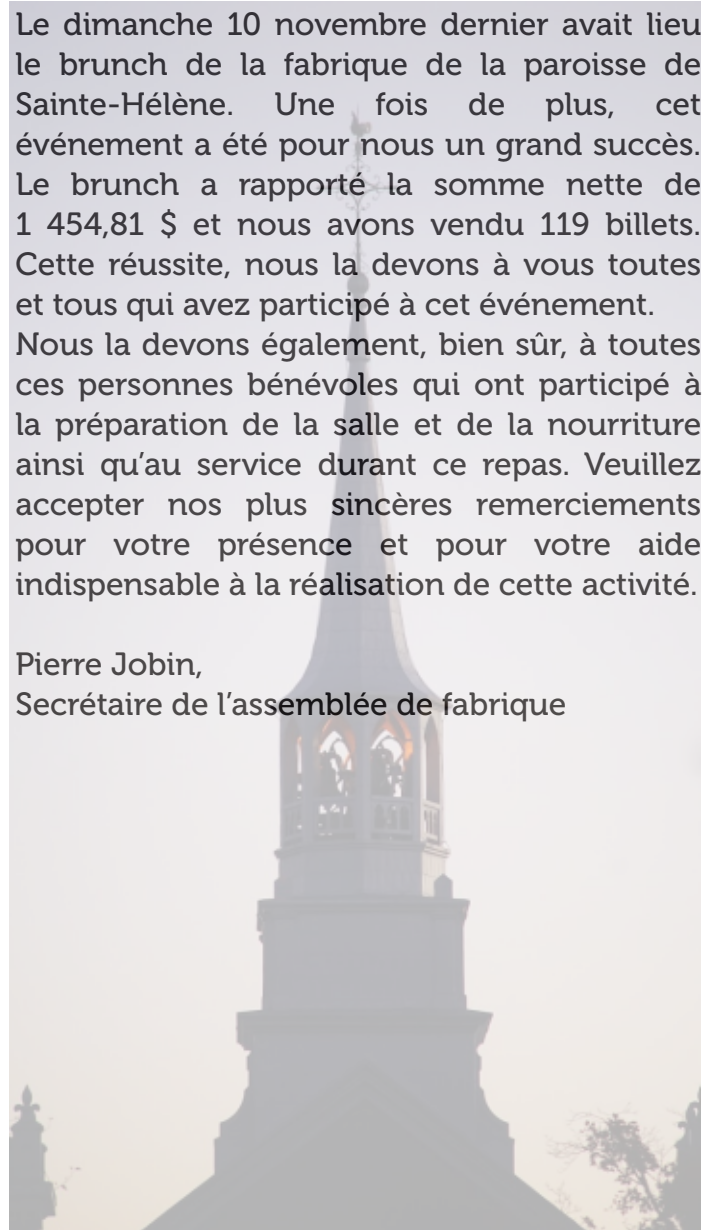 Le dimanche 10 novembre dernier avait lieu
le brunch de la fabrique de la paroisse de
Sainte-Hélène. Une fois de plus, cet
événement a été pour nous un grand succès.
Le brunch a rapporté la somme nette de
1 454,81 $ et nous avons vendu 119 billets.
Cette réussite, nous la devons à vous toutes
et tous qui avez participé à cet événement.
Nous la devons également, bien sûr, à toutes
ces personnes bénévoles qui ont participé à
la préparation de la salle et de la nourriture
ainsi qu’au service durant ce repas. Veuillez
accepter nos plus sincères remerciements
pour votre présence et pour votre aide
indispensable à la réalisation de cette activité.

Pierre Jobin,
Secrétaire de l’assemblée de fabrique